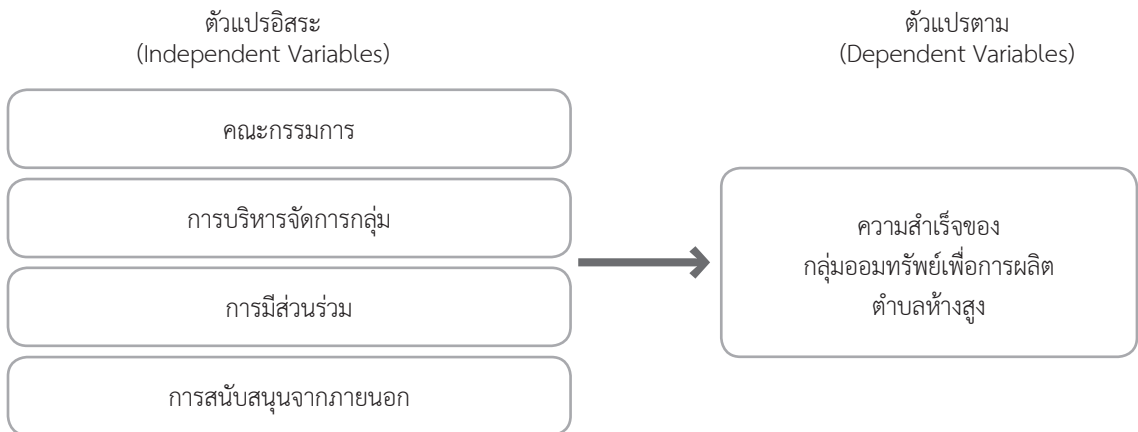 ตัวแปรอิสระ
(Independent Variables)
คณะกรรมการ
การบริหารจัดการกลุ่ม
การมีส่วนร่วม
การสนับสนุนจากภายนอก
ตัวแปรตาม
(Dependent Variables)
ความสำเร็จของ
กลุ่มออมทรัพย์เพื่อการผลิต
ตำบลห้างสูง